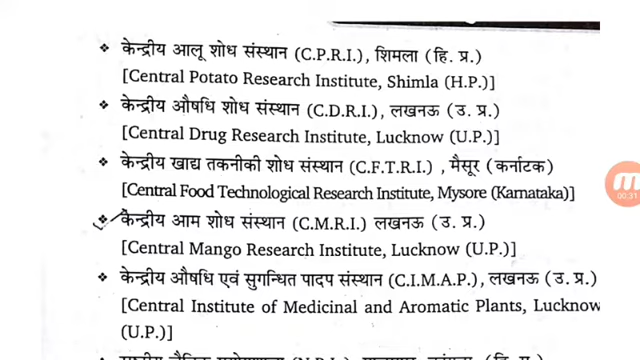 ❖ केन्द्रीय आलू शोध संस्थान (C.P.R.I.), शिमला (हि. प्र.)
[Central Potato Research Institute, Shimla (H.P.)]
❖ केन्द्रीय औषधि शोध संस्थान (C.D.R.I.), लखनऊ (उ. प्र.)
[Central Drug Research Institute, Lucknow (U.P.)]
❖ केन्द्रीय खाद्य तकनीकी शोध संस्थान (C.F.T.R.I.) , मैसूर (कर्नाटक)
[Central Food Technological Research Institute, Mysore (Karnataka)]
❖ केन्द्रीय आम शोध संस्थान (C.M.R.I.) लखनऊ (उ. प्र.)
[Central Mango Research Institute, Lucknow (U.P.)]
❖ केन्द्रीय औषधि एवं सुगन्धित पादप संस्थान (C.I.M.A.P.), लखनऊ (उ. प्र.)
[Central Institute of Medicinal and Aromatic Plants, Lucknow
(U.P.)]
00:31